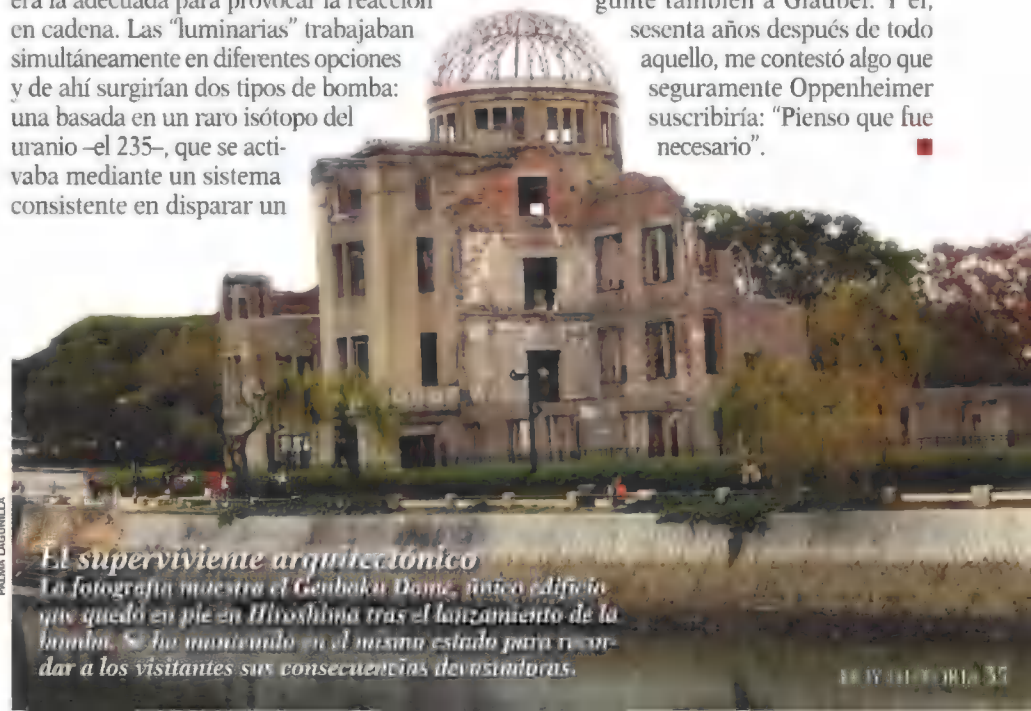 era la adecuada para provocar la reacción
en cadena. Las “luminarias” trabajaban
simultáneamente en diferentes opciones
y de ahí surgirían dos tipos de bomba:
una basada en un raro isótopo del
uranio –el 235–, que se acti-
vaba mediante un sistema
consistente en disparar un
gunté también a Glauber. Y él,
sesenta años después de todo
aquello, me contestó algo que
seguramente Oppenheimer
suscribiría: “Pienso que fue
necesario”.
PALMA LAGUNILLA
El superviviente arquitectónico
La fotografía muestra el Genbaku Dome, único edificio
que quedó en pie en Hiroshima tras el lanzamiento de la
bomba. Se ha mantenido en el mismo estado para recor-
dar a los visitantes sus consecuencias devastadoras.
35